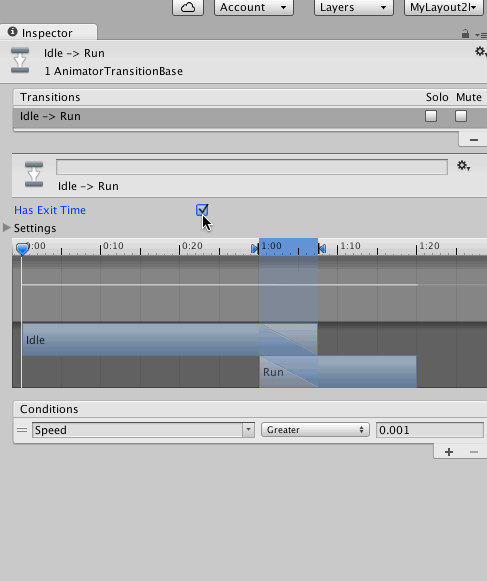 Account Layers MyLayout2
Inspector
Idle -> Run
1 AnimatorTransitionBase
Transitions Solo Mute
Idle -> Run
Idle -> Run
Has Exit Time
Settings
0:00 0:10 0:20 1:00 1:10 1:20
Idle
Run
Conditions
Speed Greater 0.001